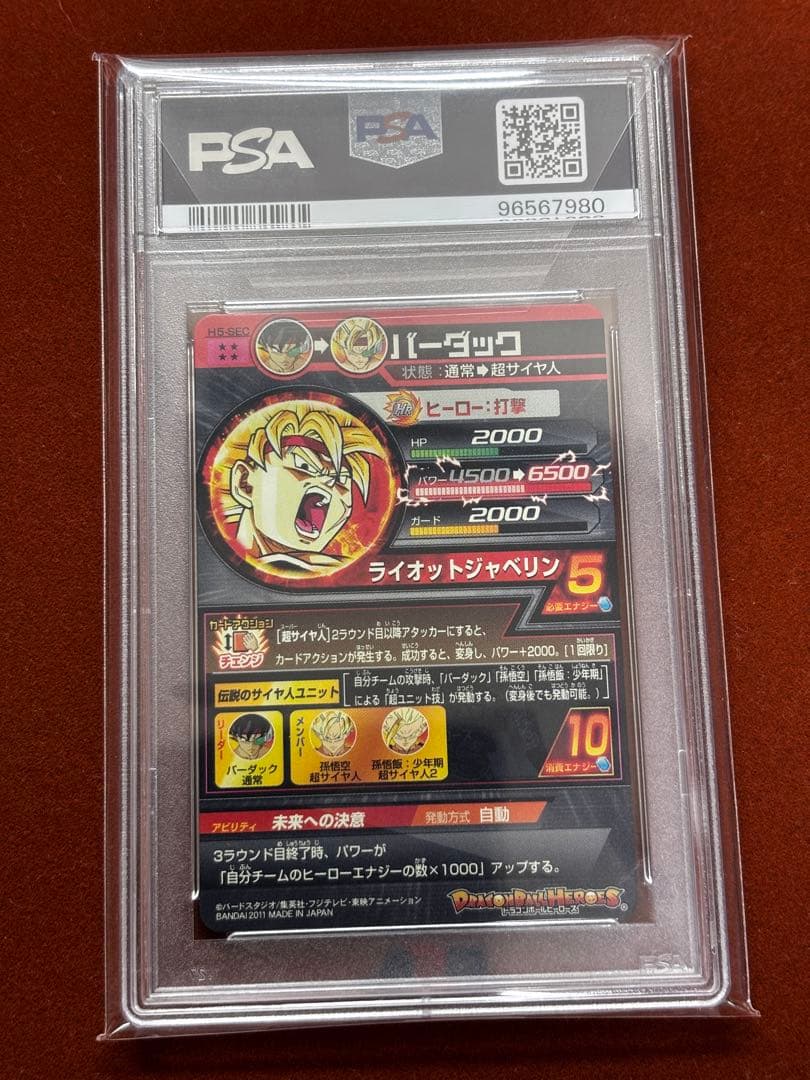 PSA
PSA
96567980
H5-SEC
バーダック
状態:通常➡超サイヤ人
Hr ヒーロー:打撃
HP 2000
パワー 4500➡6500
ガード 2000
ライオットジャベリン 5
必要エナジー
カードアクション
チェンジ
[超サイヤ人]2ラウンド目以降アタッカーにすると、
カードアクションが発生する。成功すると、変身し、パワー+2000。[1回限り]
伝説のサイヤ人ユニット
自分チームの攻撃時、「バーダック」「孫悟空」「孫悟飯:少年期」
による「超ユニット技」が発動する。(変身後でも発動可能。)
リーダー
バーダック
通常
メンバー
孫悟空
超サイヤ人
孫悟飯:少年期
超サイヤ人2
10
消費エナジー
アビリティ 未来への決意 発動方式 自動
3ラウンド目終了時、パワーが
「自分チームのヒーローエナジーの数×1000」アップする。
©バードスタジオ/集英社・フジテレビ・東映アニメーション
BANDAI 2011 MADE IN JAPAN
DRAGONBALL HEROES
ドラゴンボールヒーローズ
PSA